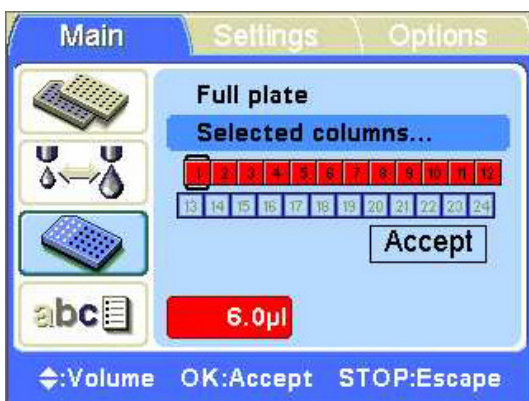 Main Settings Options
Full plate
Selected columns...
1 2 3 4 5 6 7 8 9 10 11 12
13 14 15 16 17 18 19 20 21 22 23 24
Accept
abc
6.0µl
:Volume OK:Accept STOP:Escape